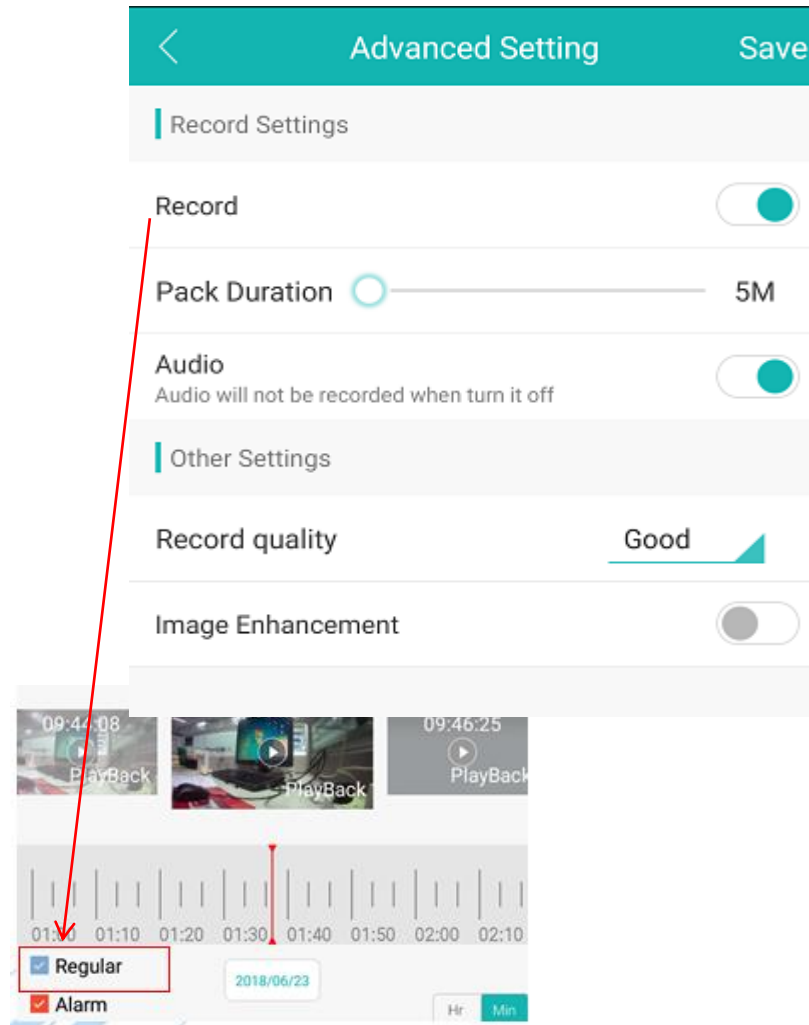 Advanced Setting Save
Record Settings
Record
Pack Duration 5M
Audio
Audio will not be recorded when turn it off
Other Settings
Record quality Good
Image Enhancement
09:44:08 09:46:25
PlayBack PlayBack PlayBack
01:00 01:10 01:20 01:30 01:40 01:50 02:00 02:10
Regular
2018/06/23
Alarm
Hr Min